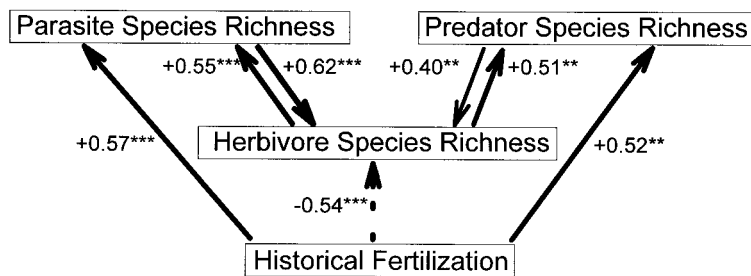 Parasite Species Richness
Predator Species Richness
+0.55***
+0.62***
+0.40**
+0.51**
+0.57***
Herbivore Species Richness
+0.52**
-0.54***
Historical Fertilization